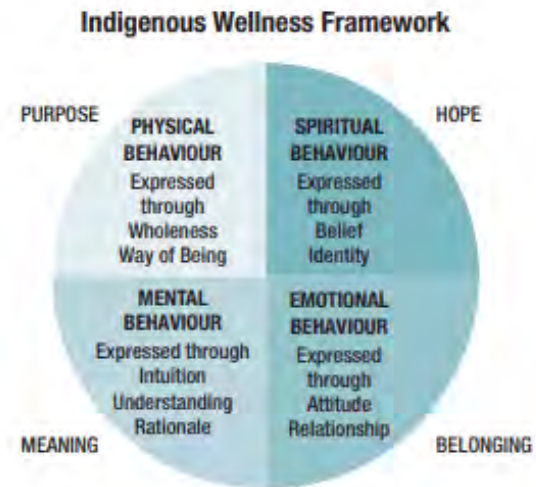 Indigenous Wellness Framework
PURPOSE
PHYSICAL
BEHAVIOUR
Expressed
through
Wholeness
Way of Being
HOPE
SPIRITUAL
BEHAVIOUR
Expressed
through
Belief
Identity
MEANING
MENTAL
BEHAVIOUR
Expressed through
Intuition
Understanding
Rationale
BELONGING
EMOTIONAL
BEHAVIOUR
Expressed
through
Attitude
Relationship